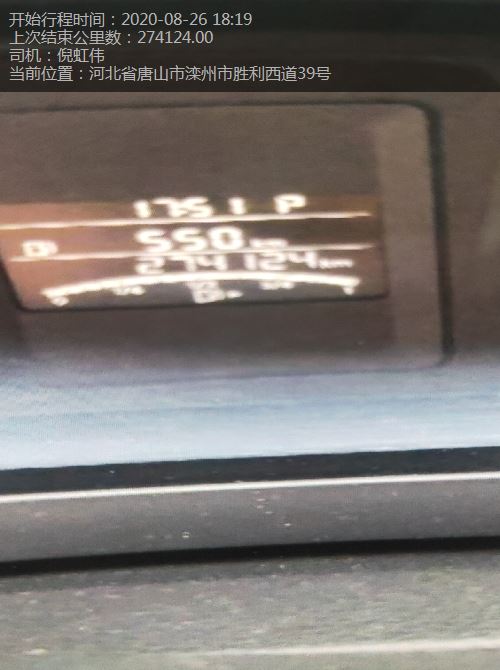 开始行程时间：2020-08-26 18:19
上次结束公里数：274124.00
司机：倪虹伟
当前位置：河北省唐山市滦州市胜利西道39号
1751 P
550 km
274124km